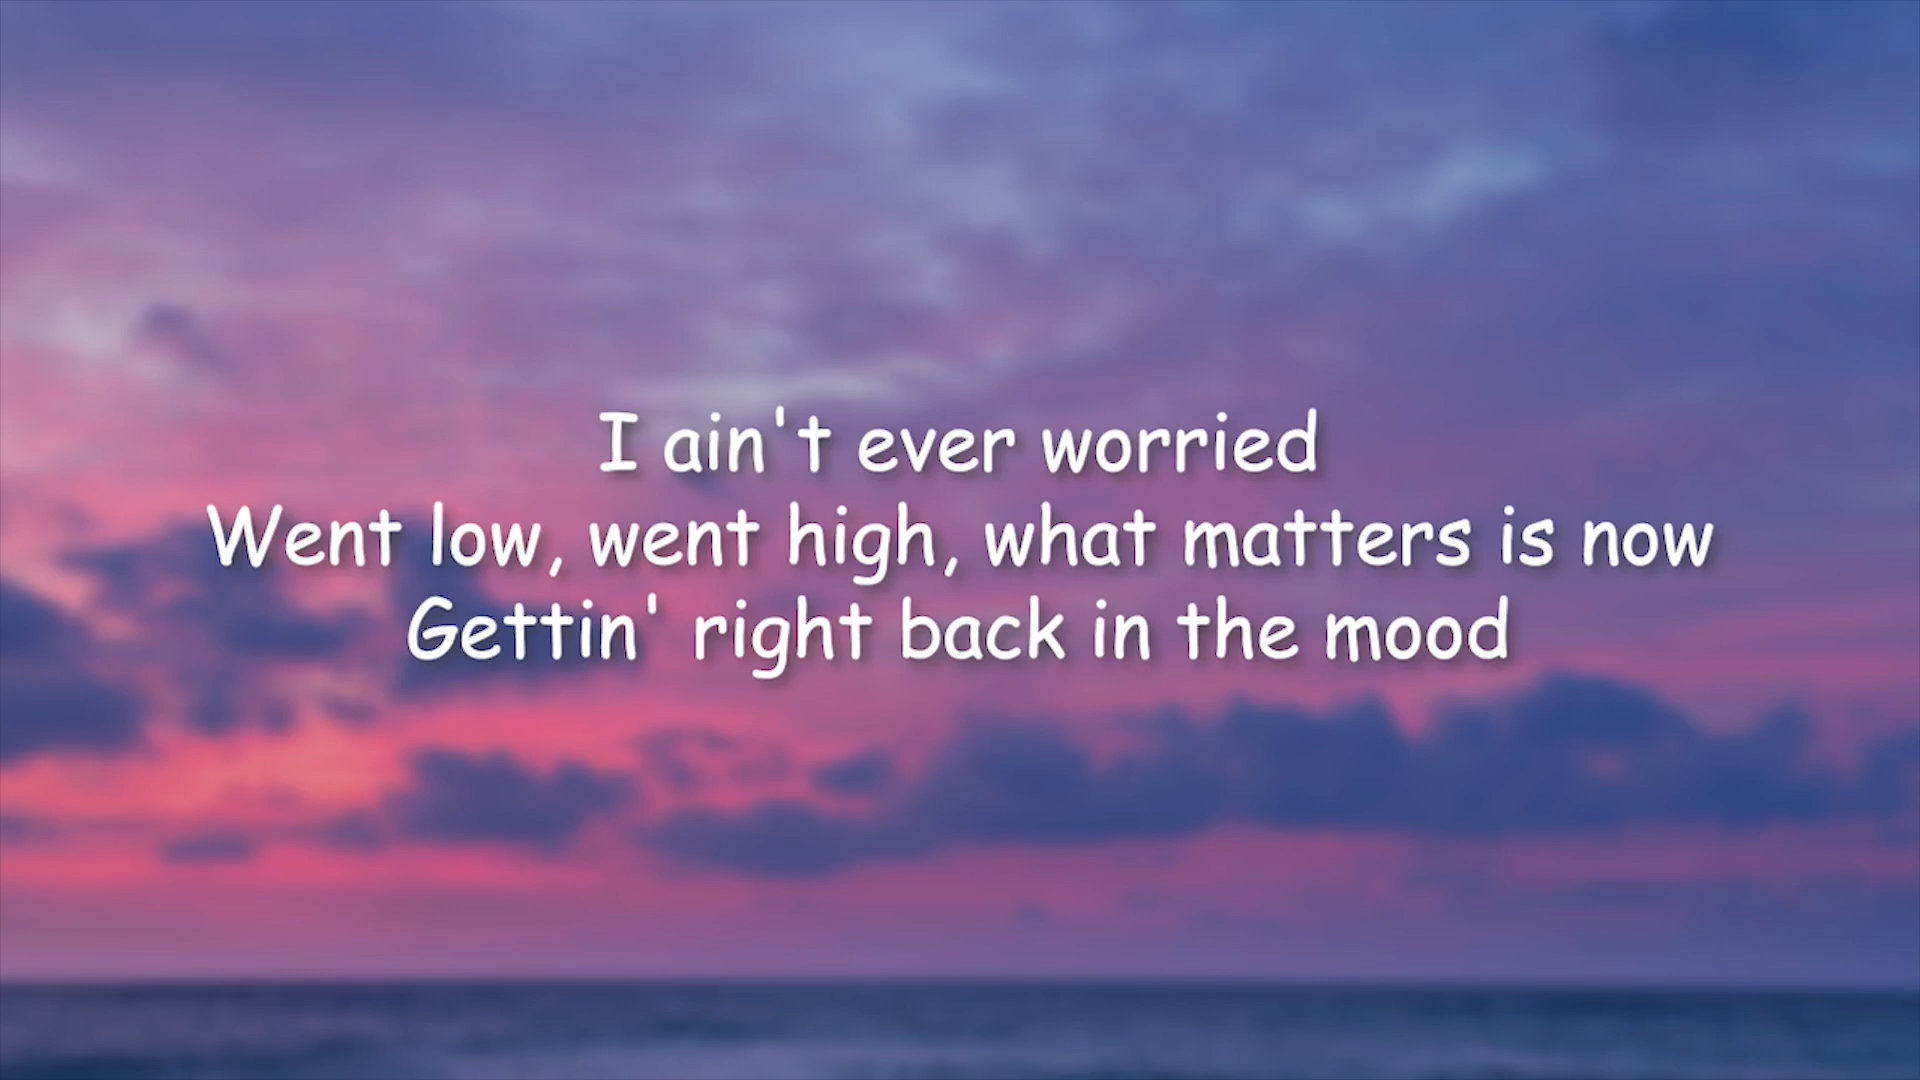 I ain't ever worried
Went low, went high, what matters is now
Gettin' right back in the mood